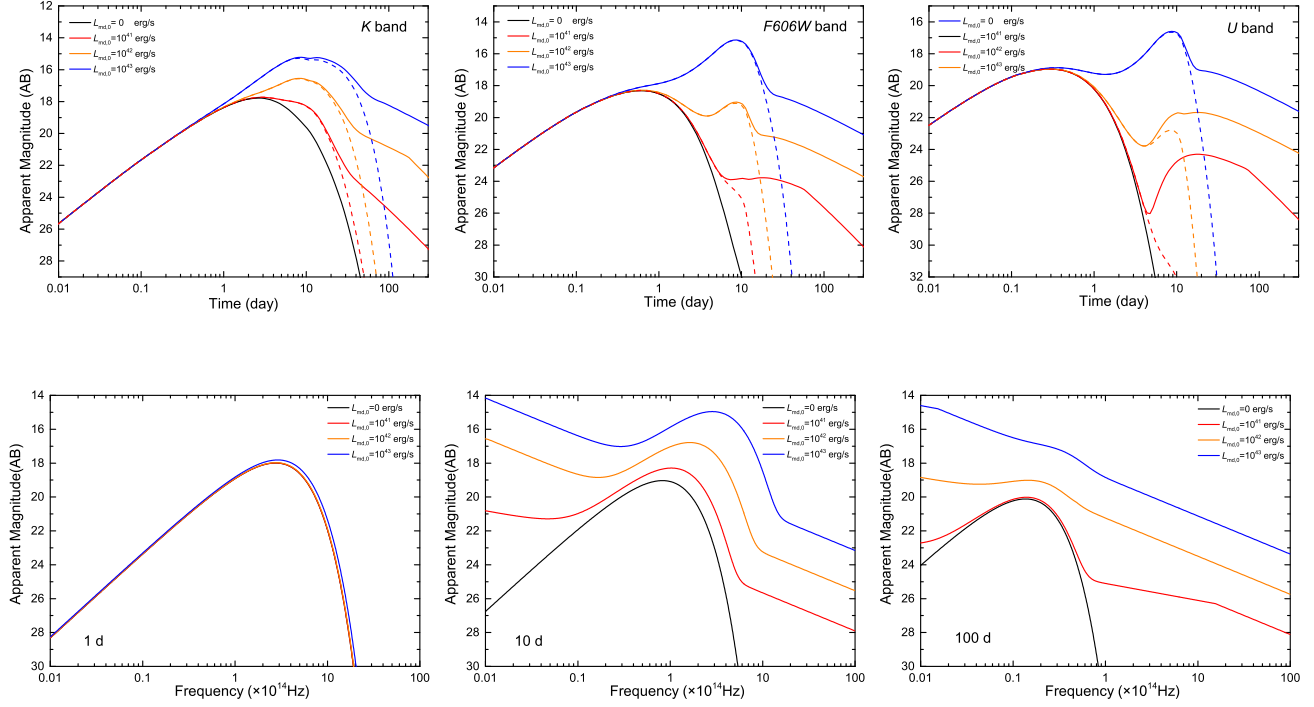 K band
L_md,0 = 0 erg/s
L_md,0=10^41 erg/s
L_md,0=10^42 erg/s
L_md,0=10^43 erg/s
Apparent Magnitude (AB)
12
14
16
18
20
22
24
26
28
0.01 0.1 1 10 100
Time (day)
F606W band
L_md,0 = 0 erg/s
L_md,0=10^41 erg/s
L_md,0=10^42 erg/s
L_md,0=10^43 erg/s
Apparent Magnitude (AB)
14
16
18
20
22
24
26
28
30
0.01 0.1 1 10 100
Time (day)
U band
L_md,0 = 0 erg/s
L_md,0=10^41 erg/s
L_md,0=10^42 erg/s
L_md,0=10^43 erg/s
Apparent Magnitude (AB)
16
18
20
22
24
26
28
30
32
0.01 0.1 1 10 100
Time (day)
L_md,0=0 erg/s
L_md,0=10^41 erg/s
L_md,0=10^42 erg/s
L_md,0=10^43 erg/s
Apparent Magnitude(AB)
14
16
18
20
22
24
26
28
30
1 d
0.01 0.1 1 10 100
Frequency (×10^14Hz)
L_md,0=0 erg/s
L_md,0=10^41 erg/s
L_md,0=10^42 erg/s
L_md,0=10^43 erg/s
Apparent Magnitude(AB)
14
16
18
20
22
24
26
28
30
10 d
0.01 0.1 1 10 100
Frequency (×10^14Hz)
L_md,0=0 erg/s
L_md,0=10^41 erg/s
L_md,0=10^42 erg/s
L_md,0=10^43 erg/s
Apparent Magnitude(AB)
14
16
18
20
22
24
26
28
30
100 d
0.01 0.1 1 10 100
Frequency (×10^14Hz)